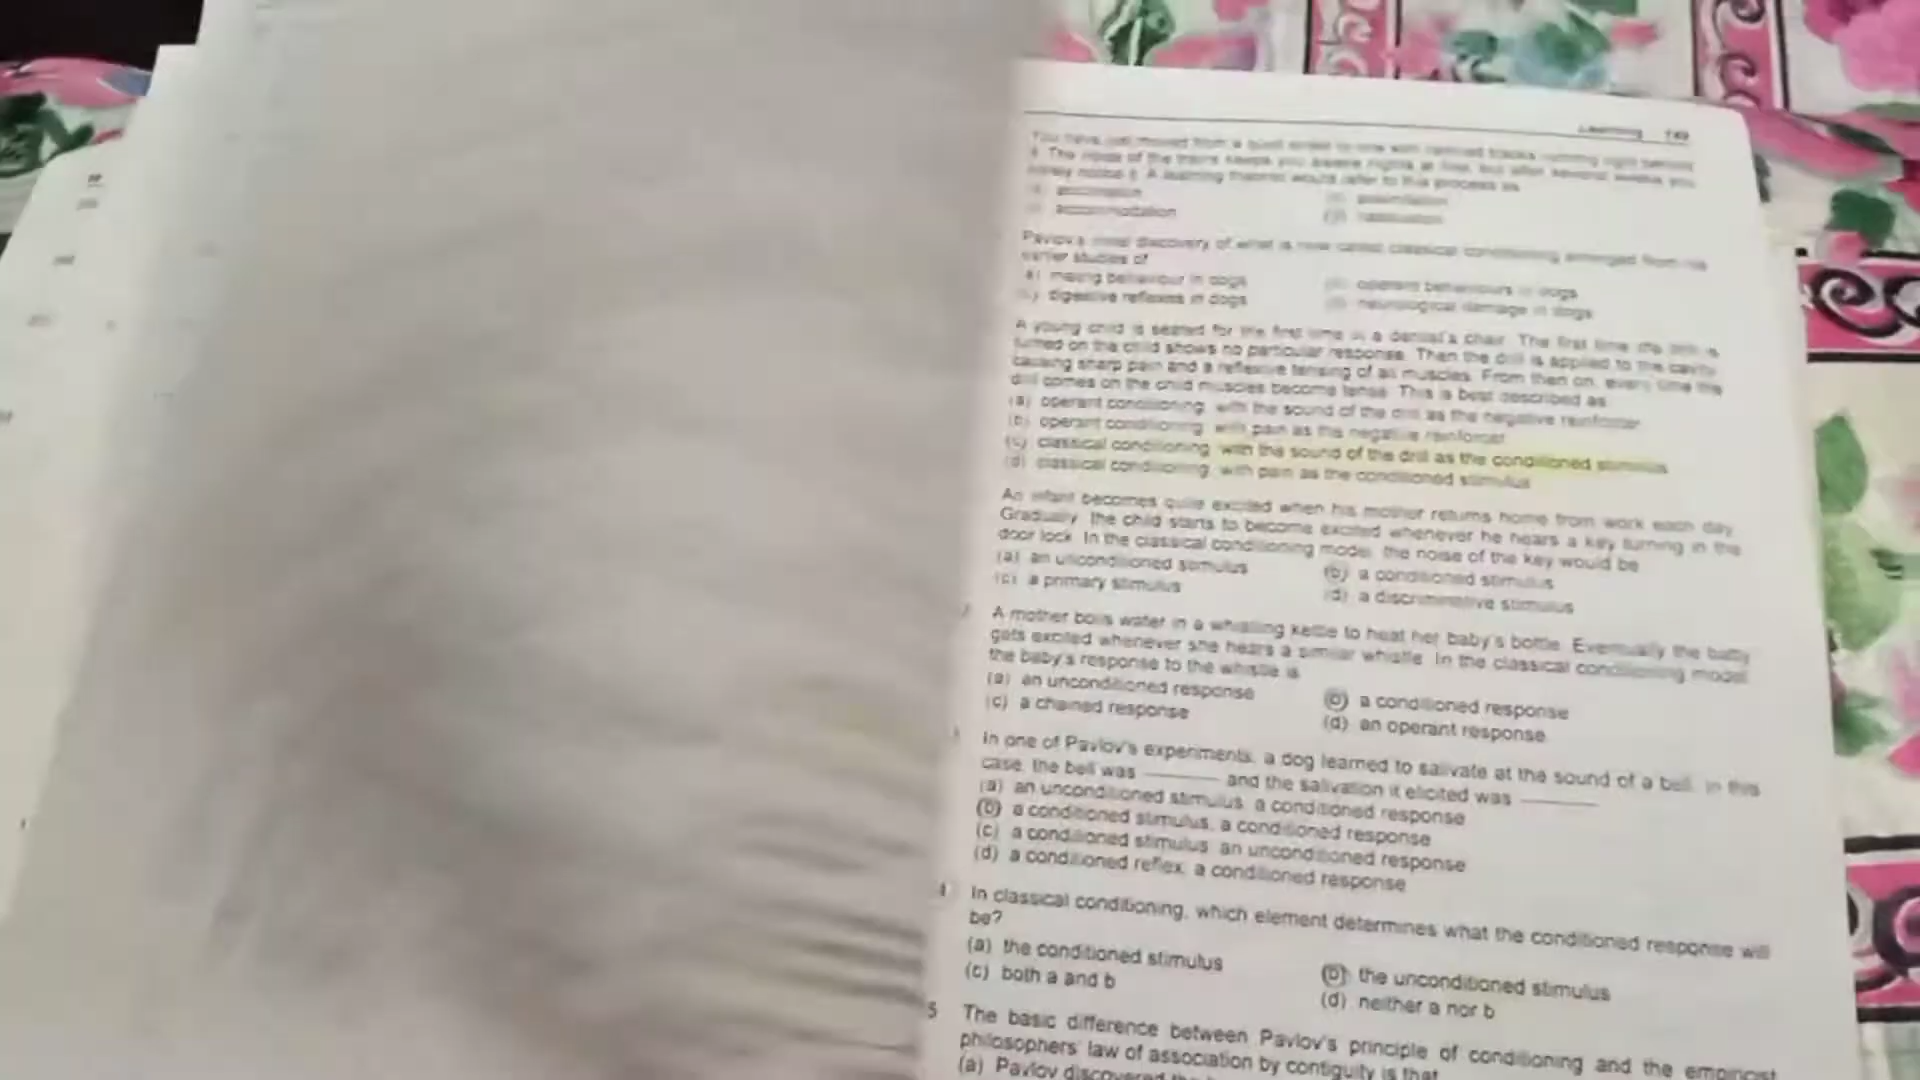 Learning 149
You have just moved from a quiet street to one with railroad tracks running right behind
it. The noise of the trains keeps you awake nights at first, but after several weeks you
rarely notice it. A learning theorist would refer to this process as
assimilation
accommodation
(d) habituation
Pavlov's initial discovery of what is now called classical conditioning emerged from his
earlier studies of
mating behaviour in dogs
operant behaviours in dogs
digestive reflexes in dogs
neurological damage in dogs
A young child is seated for the first time in a dentist's chair. The first time the drill is
turned on the child shows no particular response. Then the drill is applied to the cavity
causing sharp pain and a reflexive tensing of all muscles. From then on, every time the
drill comes on the child muscles become tense. This is best described as
(a) operant conditioning, with the sound of the drill as the negative reinforcer
(b) operant conditioning, with pain as the negative reinforcer
(c) classical conditioning, with the sound of the drill as the conditioned stimulus
(d) classical conditioning, with pain as the conditioned stimulus
An infant becomes quite excited when his mother returns home from work each day.
Gradually, the child starts to become excited whenever he hears a key turning in the
door lock. In the classical conditioning model, the noise of the key would be
(a) an unconditioned stimulus
(b) a conditioned stimulus
(c) a primary stimulus
(d) a discriminative stimulus
A mother boils water in a whistling kettle to heat her baby's bottle. Eventually the baby
gets excited whenever she hears a similar whistle. In the classical conditioning model
the baby's response to the whistle is
(a) an unconditioned response
(b) a conditioned response
(c) a chained response
(d) an operant response
In one of Pavlov's experiments, a dog learned to salivate at the sound of a bell. In this
case, the bell was ______ and the salivation it elicited was ______
(a) an unconditioned stimulus, a conditioned response
(b) a conditioned stimulus, a conditioned response
(c) a conditioned stimulus, an unconditioned response
(d) a conditioned reflex, a conditioned response
4 In classical conditioning, which element determines what the conditioned response will
be?
(a) the conditioned stimulus
(b) the unconditioned stimulus
(c) both a and b
(d) neither a nor b
5 The basic difference between Pavlov's principle of conditioning and the empiricist
philosophers' law of association by contiguity is that
(a) Pavlov discovered